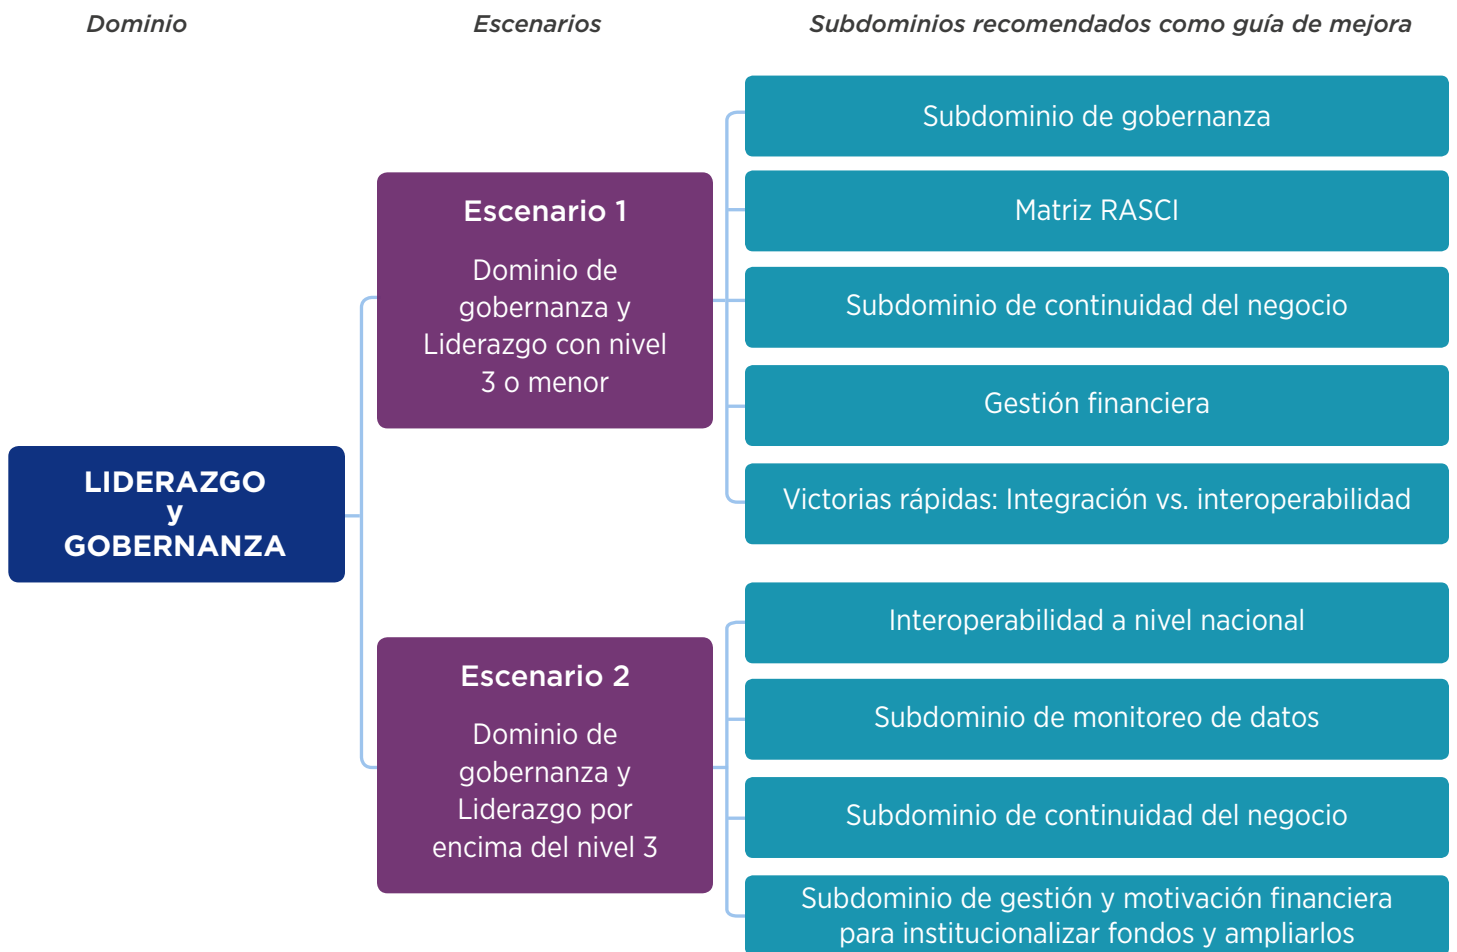 Dominio
Escenarios
Subdominios recomendados como guía de mejora
LIDERAZGO
y
GOBERNANZA
Escenario 1
Dominio de
gobernanza y
Liderazgo con nivel
3 o menor
Subdominio de gobernanza
Matriz RASCI
Subdominio de continuidad del negocio
Gestión financiera
Victorias rápidas: Integración vs. interoperabilidad
Escenario 2
Dominio de
gobernanza y
Liderazgo por
encima del nivel 3
Interoperabilidad a nivel nacional
Subdominio de monitoreo de datos
Subdominio de continuidad del negocio
Subdominio de gestión y motivación financiera
para institucionalizar fondos y ampliarlos